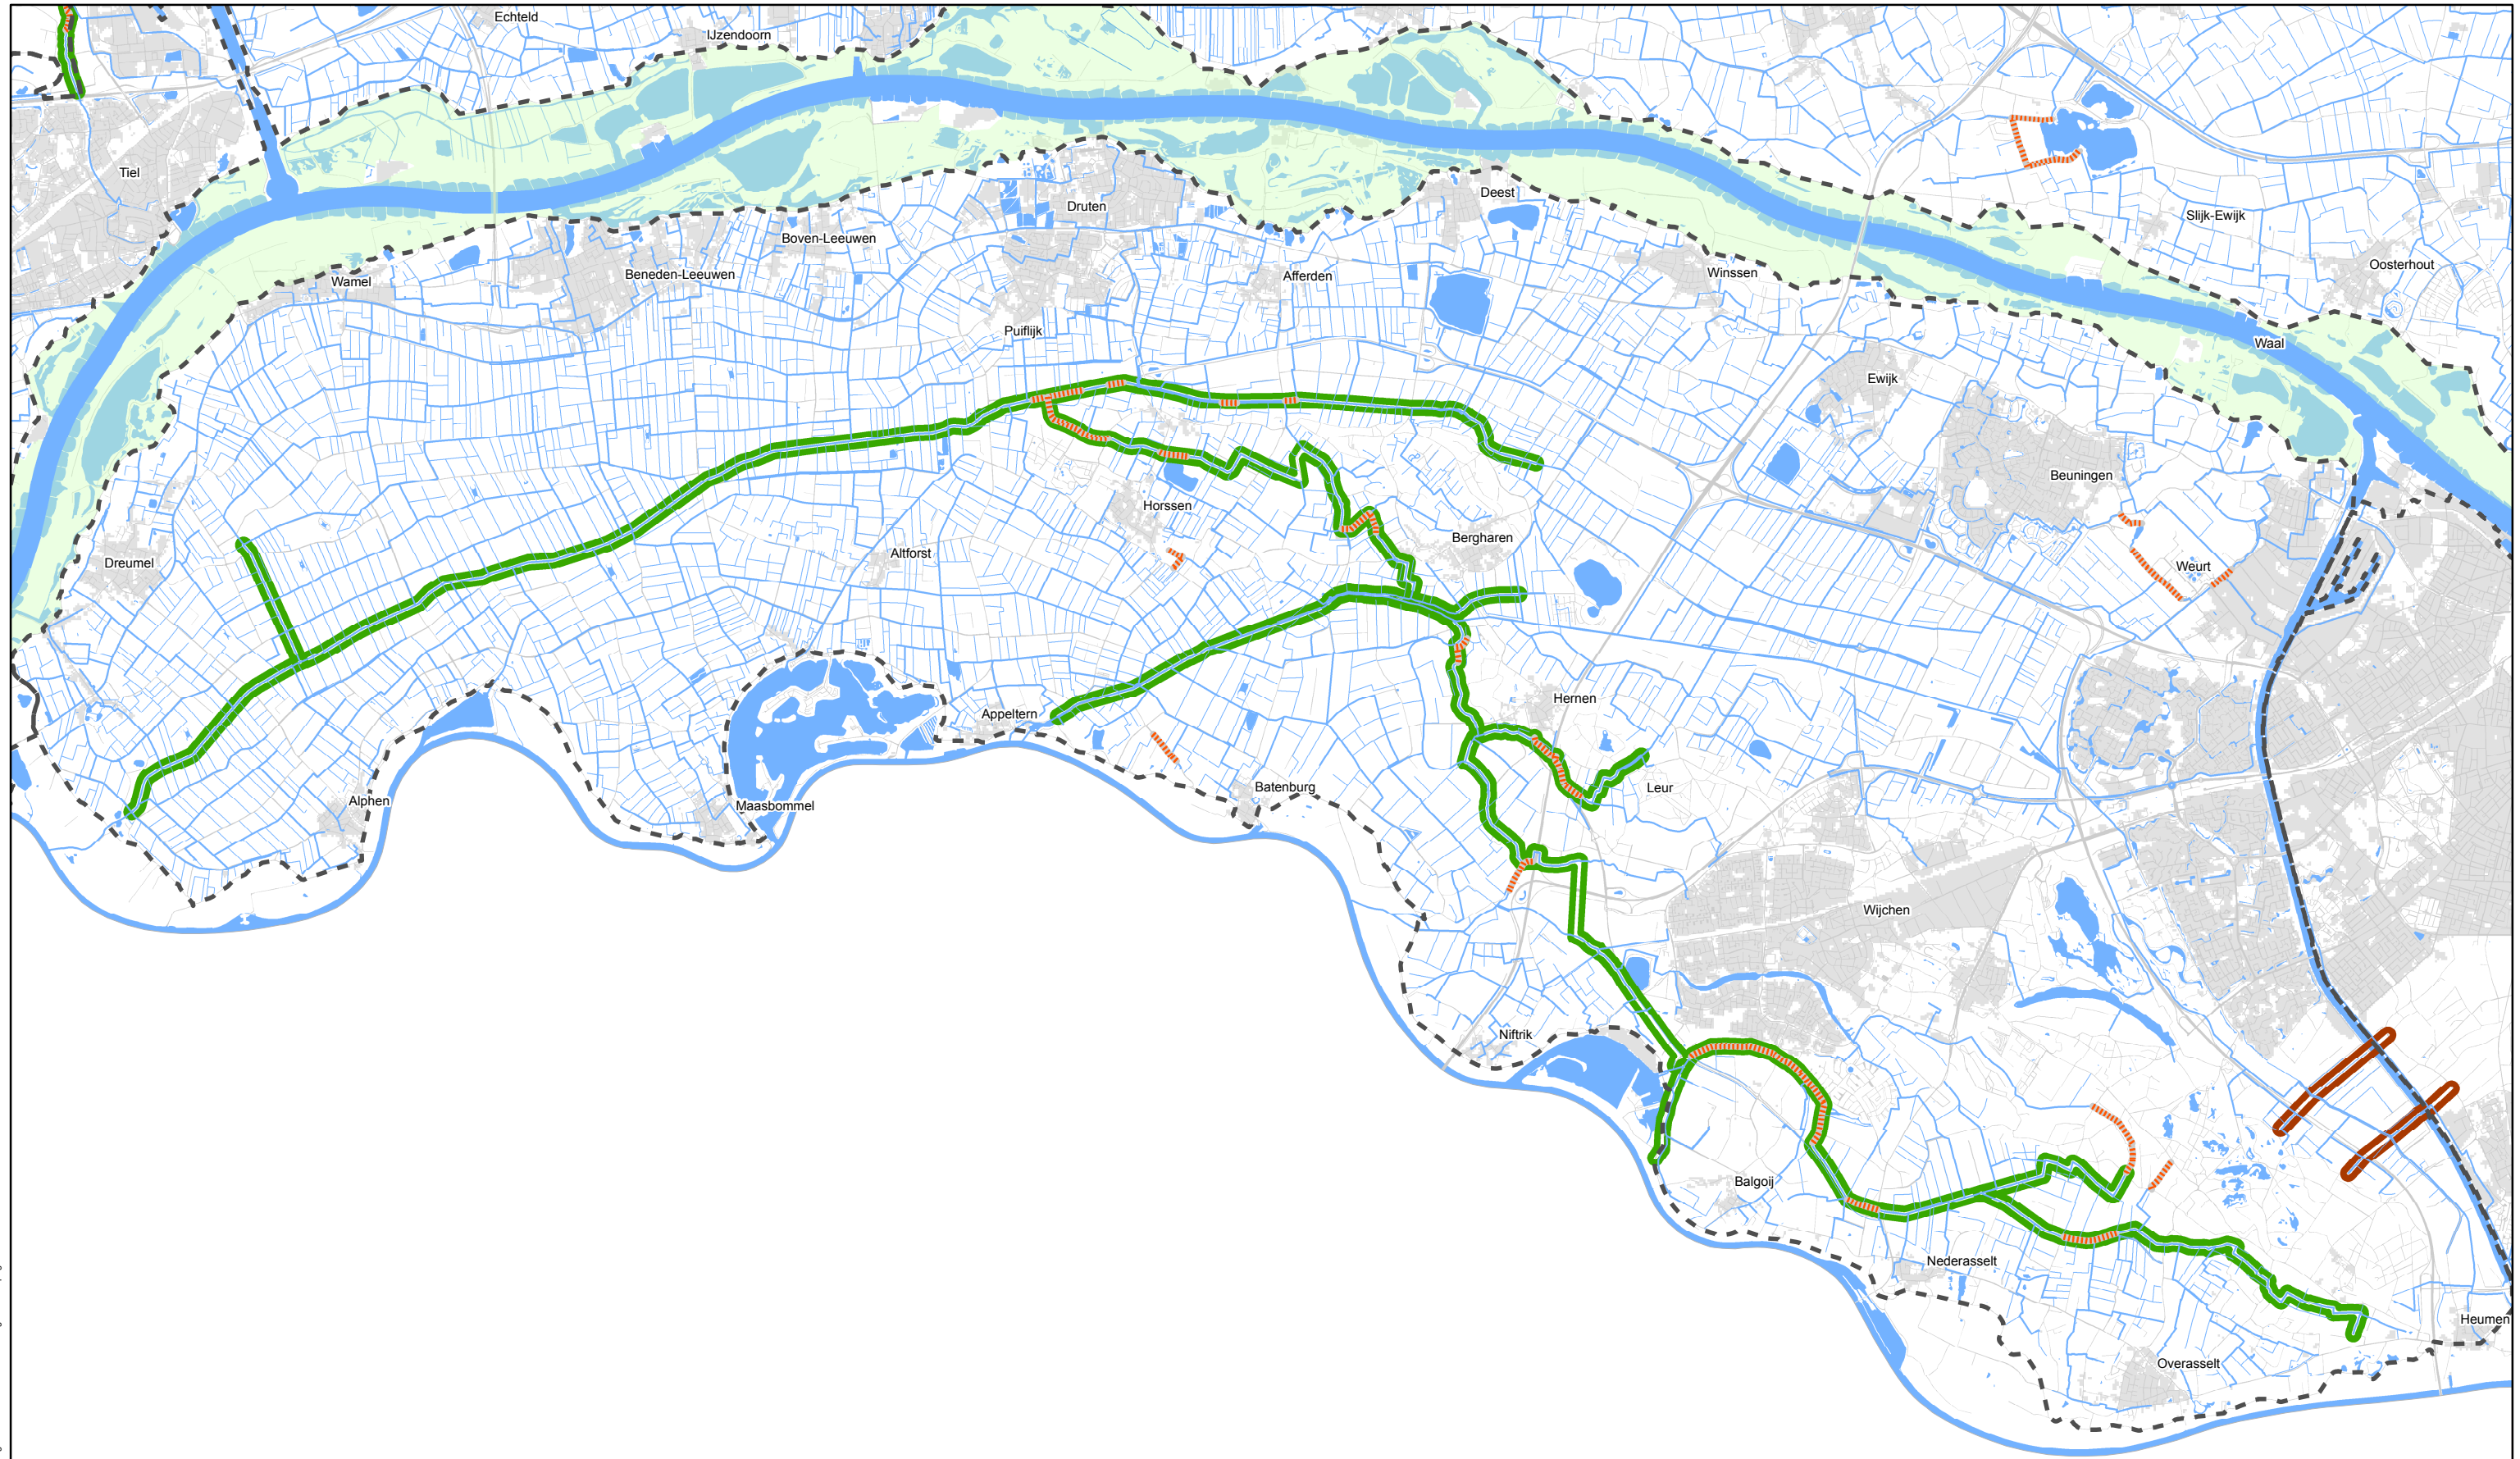 Echteld
IJzendoorn
Tiel
Deest
Druten
Slijk-Ewijk
Boven-Leeuwen
Oosterhout
Winssen
Beneden-Leeuwen
Afferden
Wamel
Puiflijk
Waal
Ewijk
Beuningen
Horssen
Bergharen
Altforst
Dreumel
Weurt
Hernen
Appeltern
Batenburg
Leur
Alphen
Maasbommel
Wijchen
Niftrik
Balgoij
Nederasselt
Heumen
Overasselt